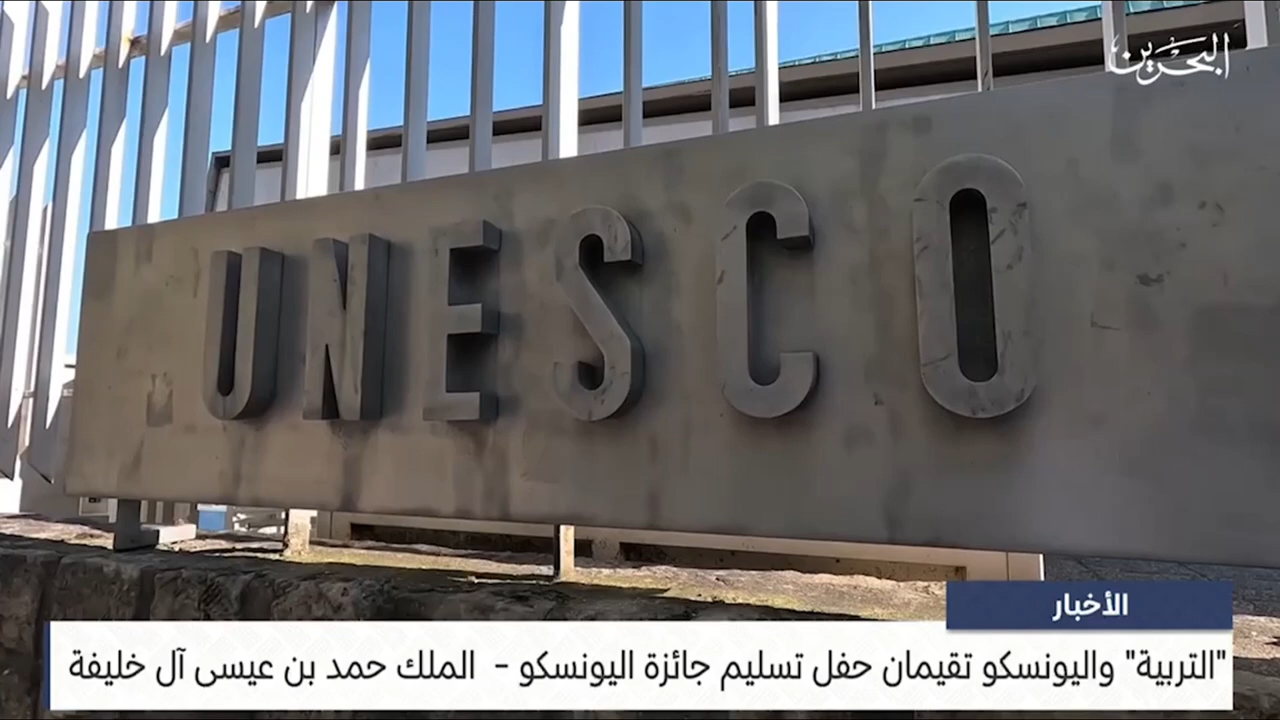 البحرين
UNESCO
الأخبار
"التربية" واليونسكو تقيمان حفل تسليم جائزة اليونسكو - الملك حمد بن عيسى آل خليفة